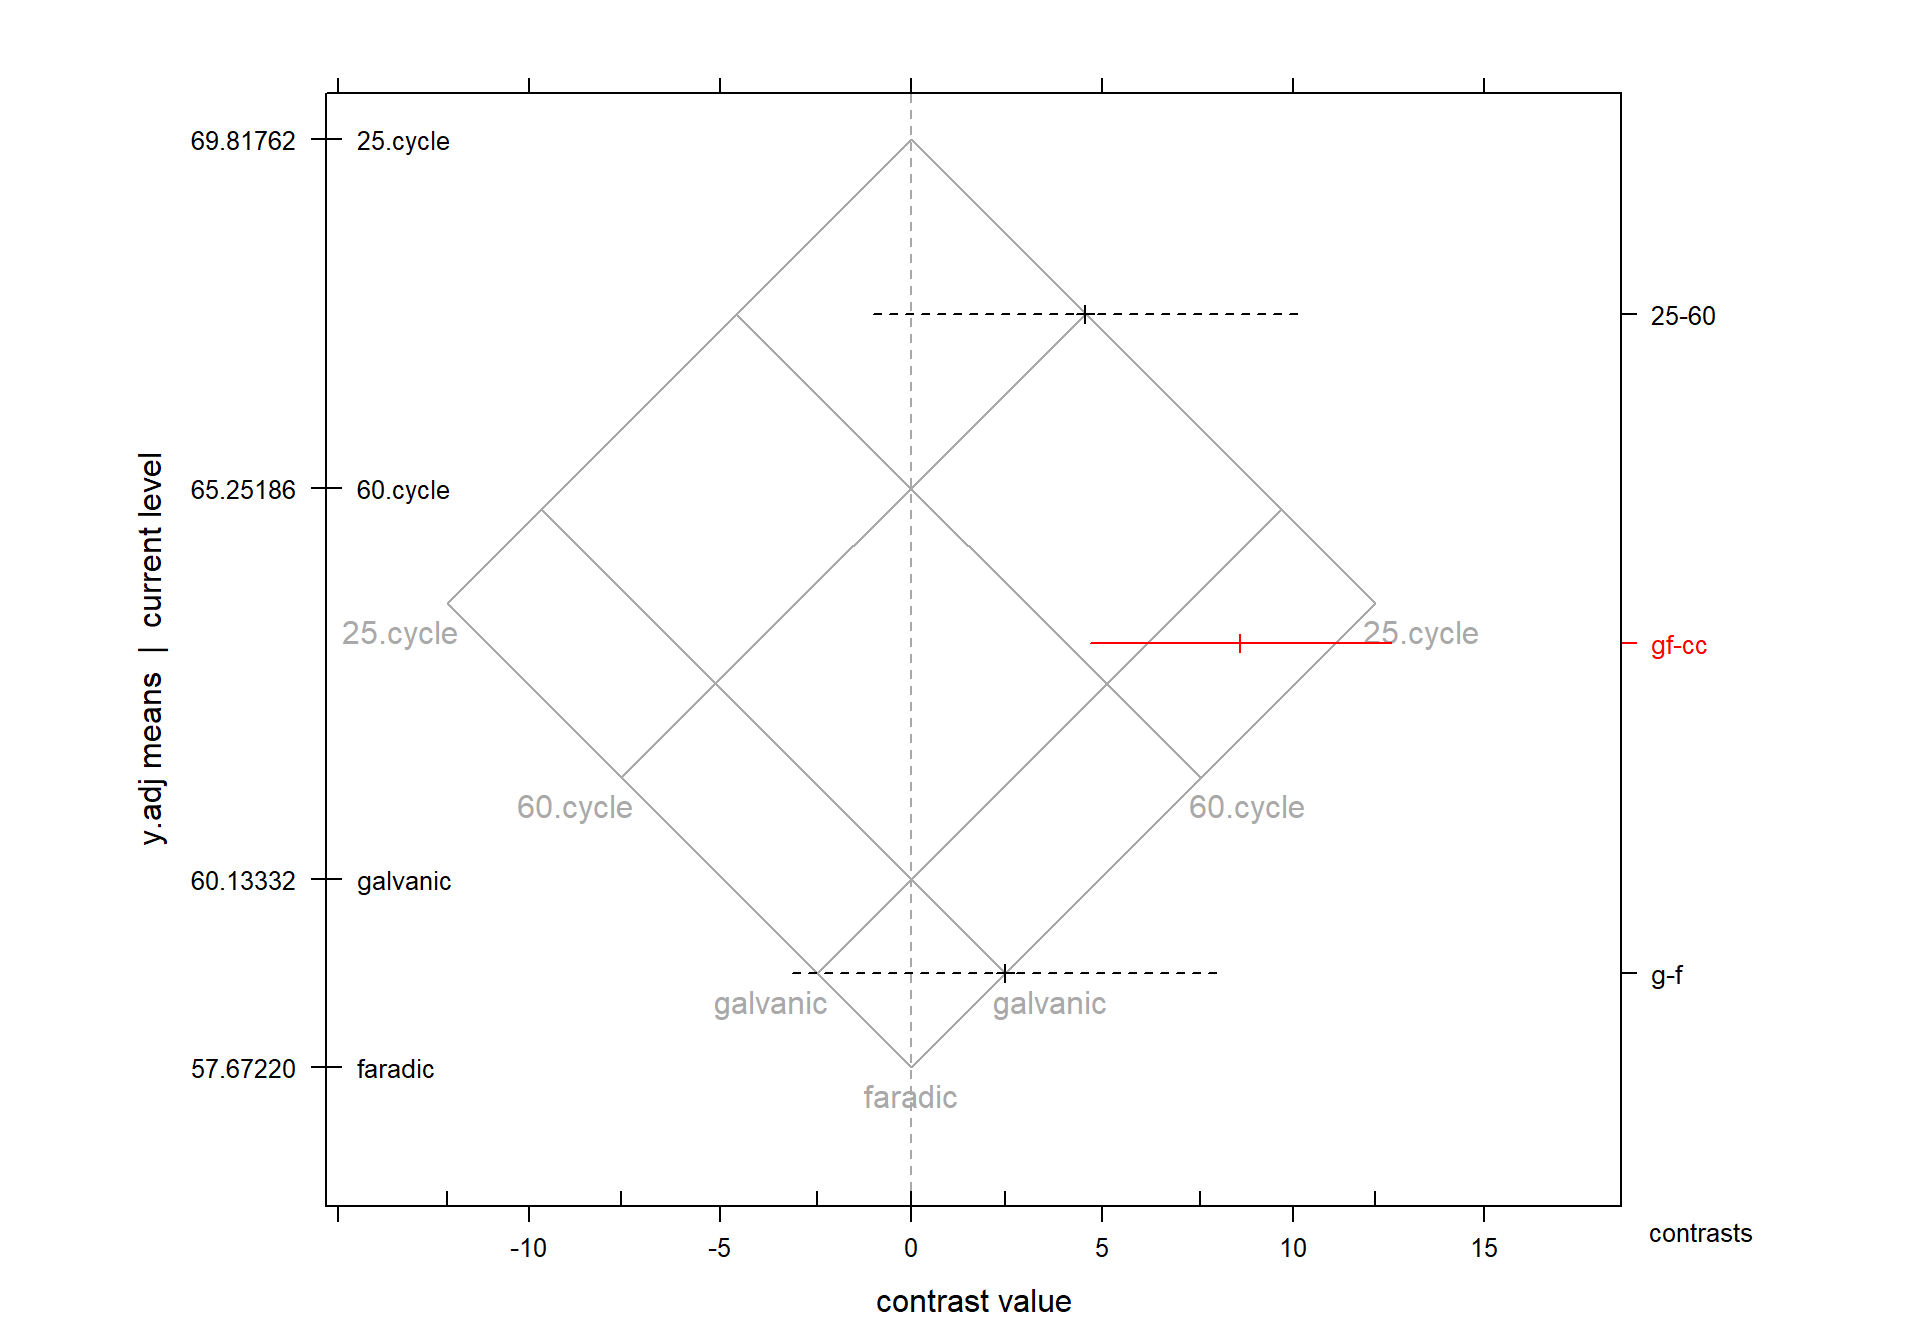 69.81762
25.cycle
25-60
65.25186
60.cycle
y.adj means | current level
25.cycle
25.cycle
gf-cc
60.cycle
60.cycle
60.13332
galvanic
g-f
galvanic
galvanic
57.67220
faradic
faradic
contrasts
-10
-5
0
5
10
15
contrast value